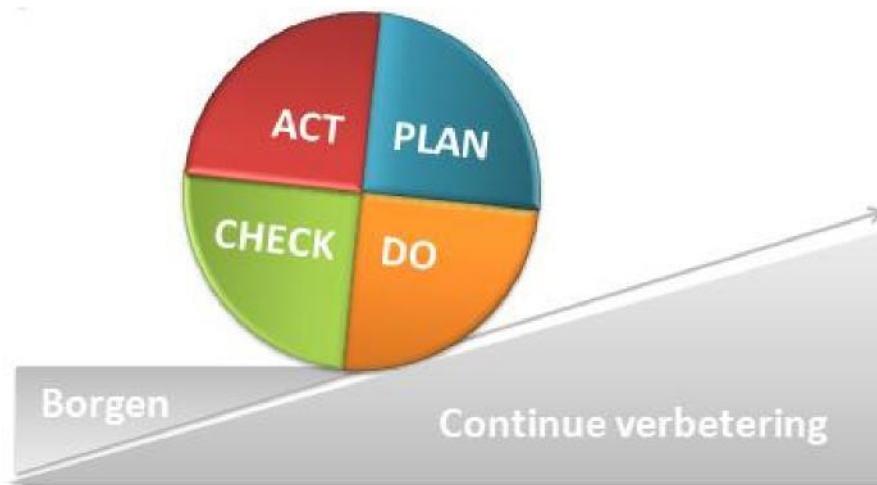 ACT
PLAN
CHECK
DO
Borgen
Continue verbetering